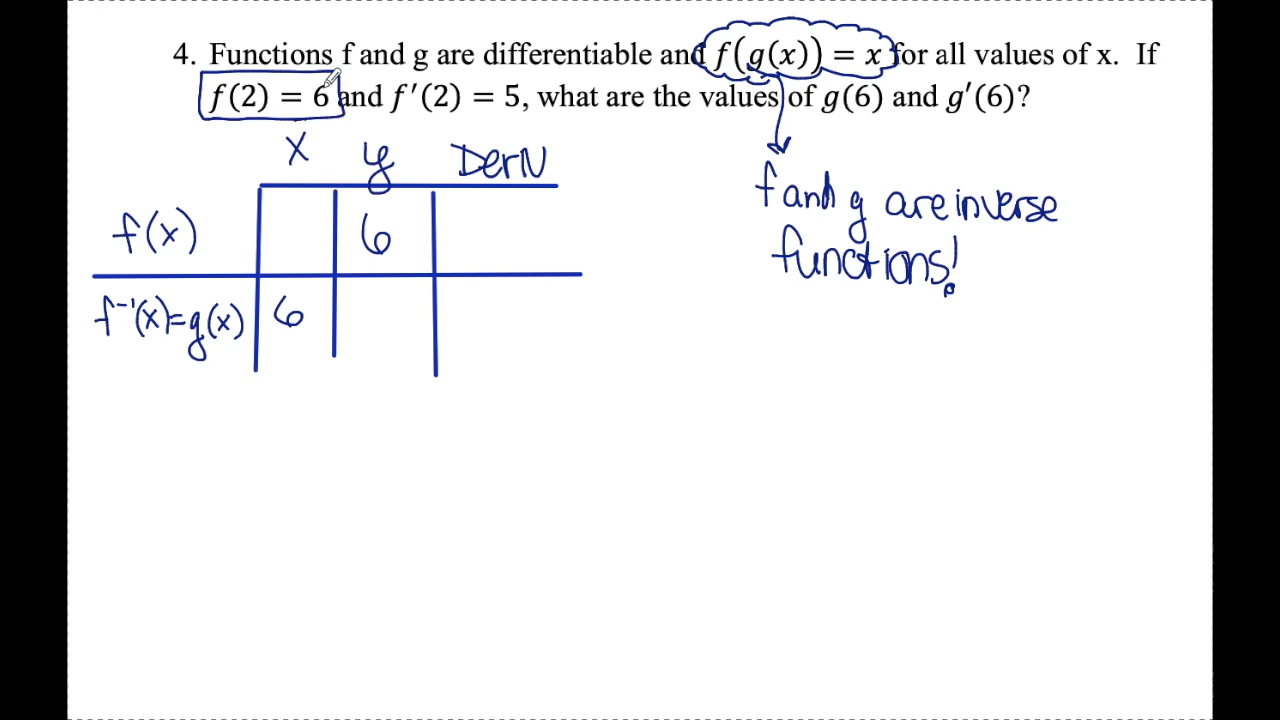 4. Functions f and g are differentiable and f(g(x)) = x for all values of x. If
f(2) = 6 and f'(2) = 5, what are the values of g(6) and g'(6)?
x y Deriv
f(x) 6
f⁻¹(x)=g(x) 6
f and g are inverse
functions!